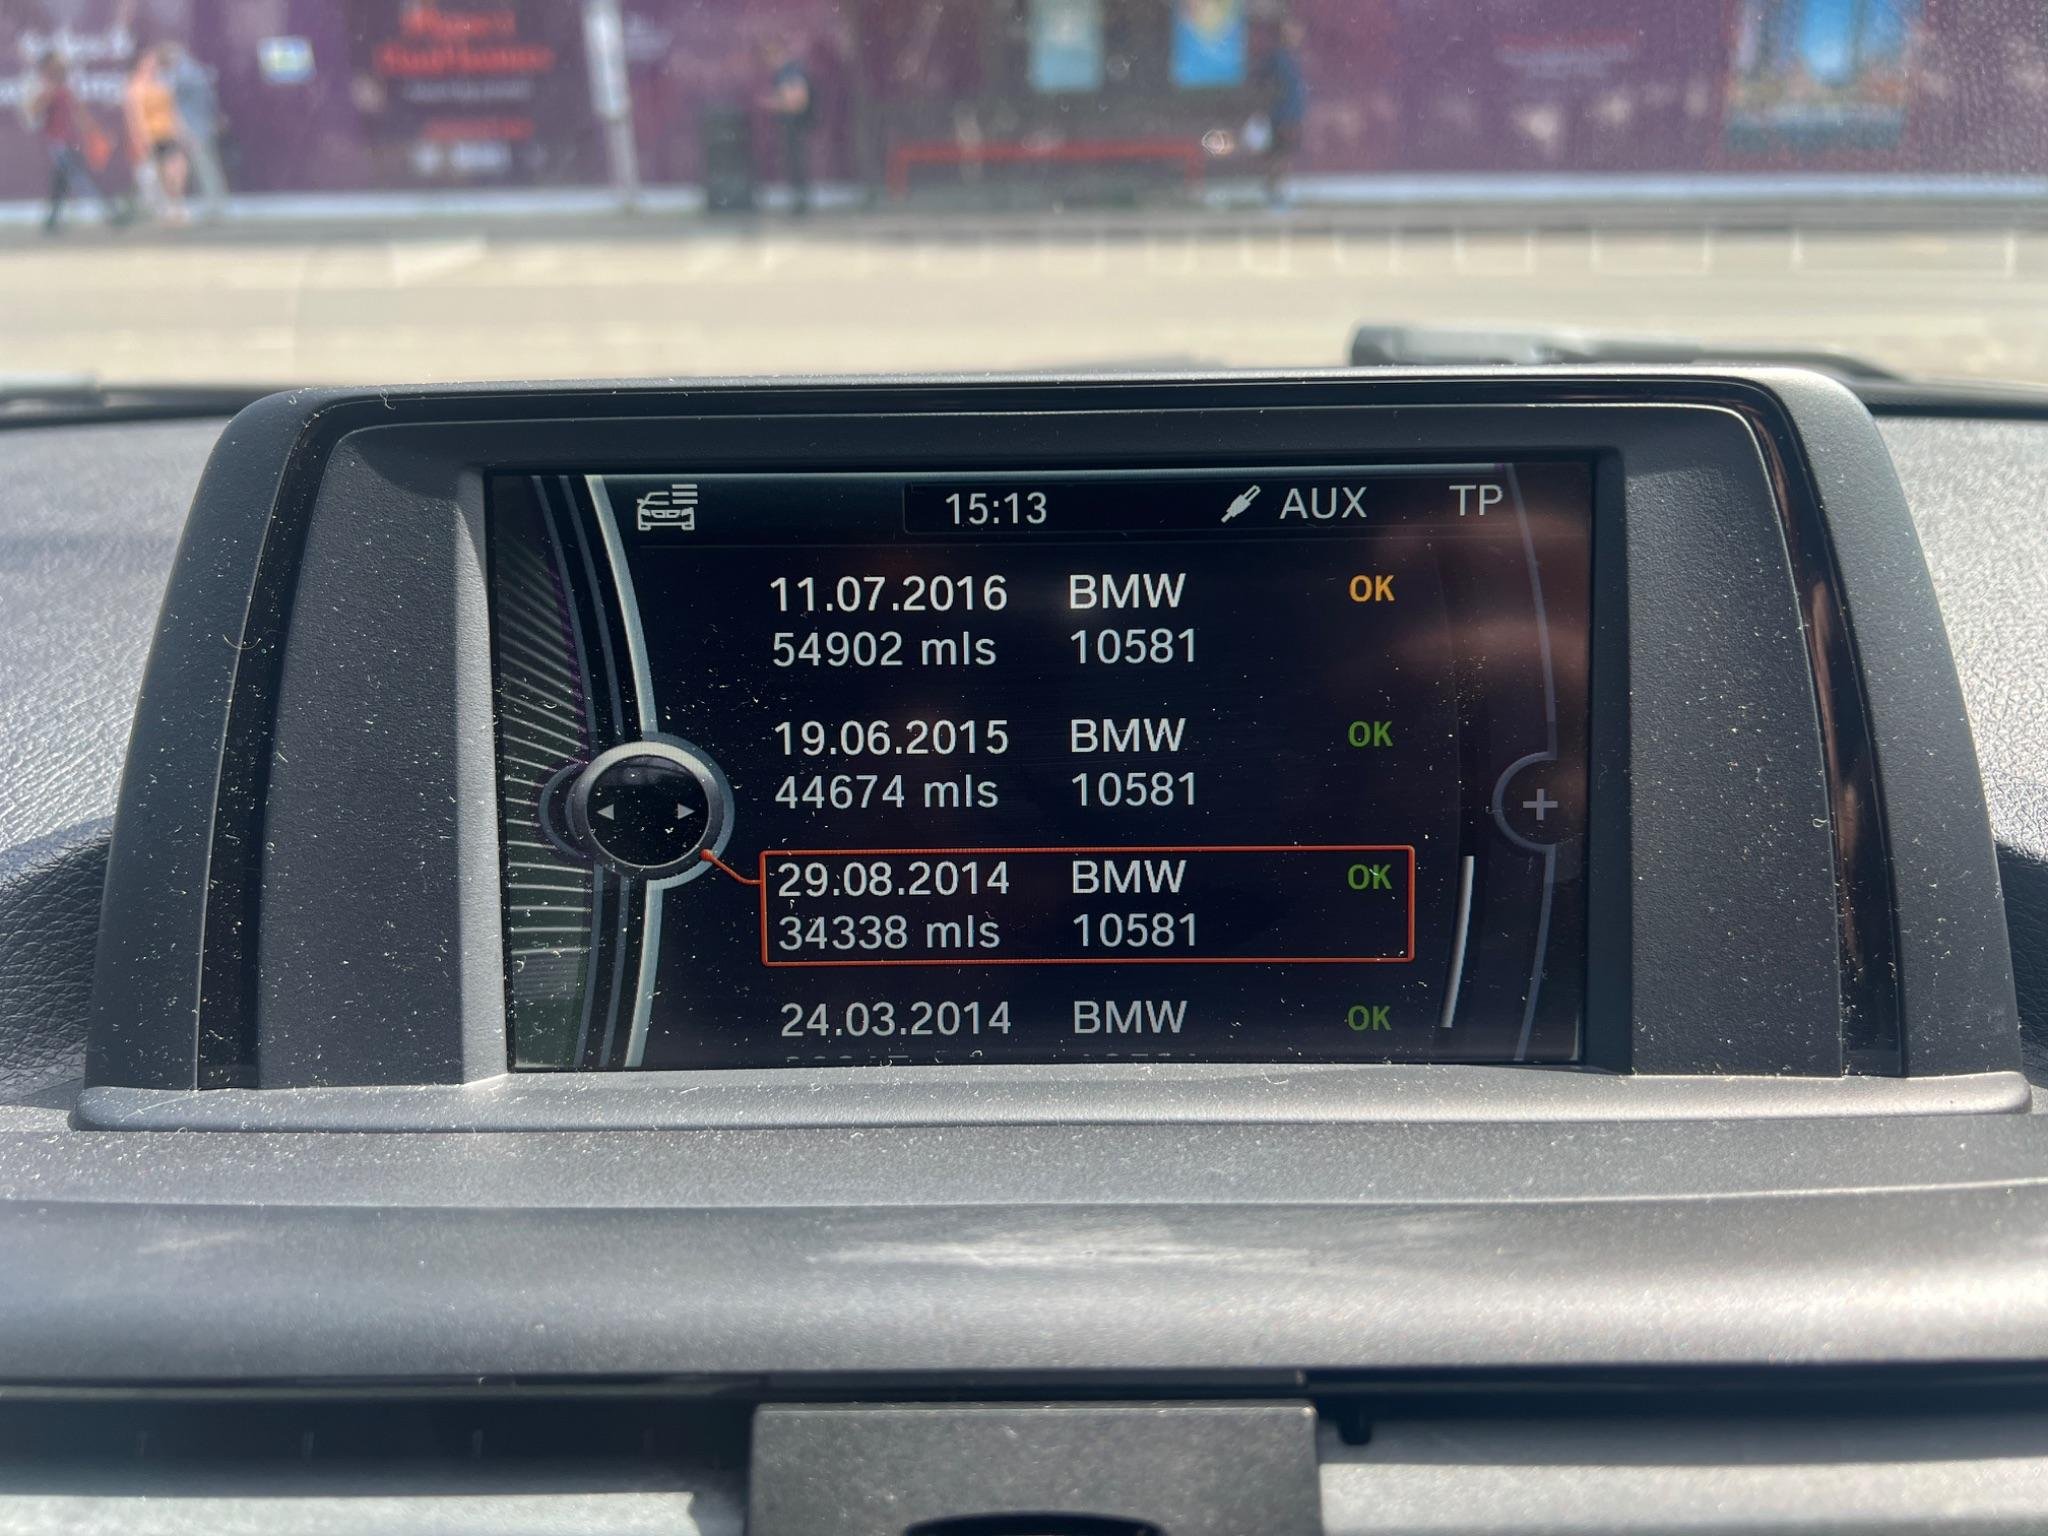 15:13 AUX TP
11.07.2016 BMW OK
54902 mls 10581
19.06.2015 BMW OK
44674 mls 10581
29.08.2014 BMW OK
34338 mls 10581
24.03.2014 BMW OK